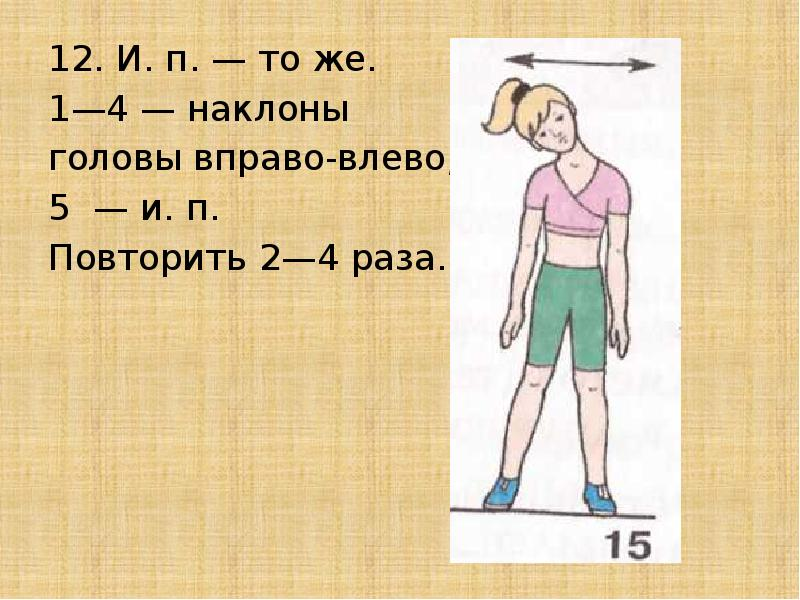 12. И. п. — то же.
1—4 — наклоны
головы вправо-влево,
5 — и. п.
Повторить 2—4 раза.
15